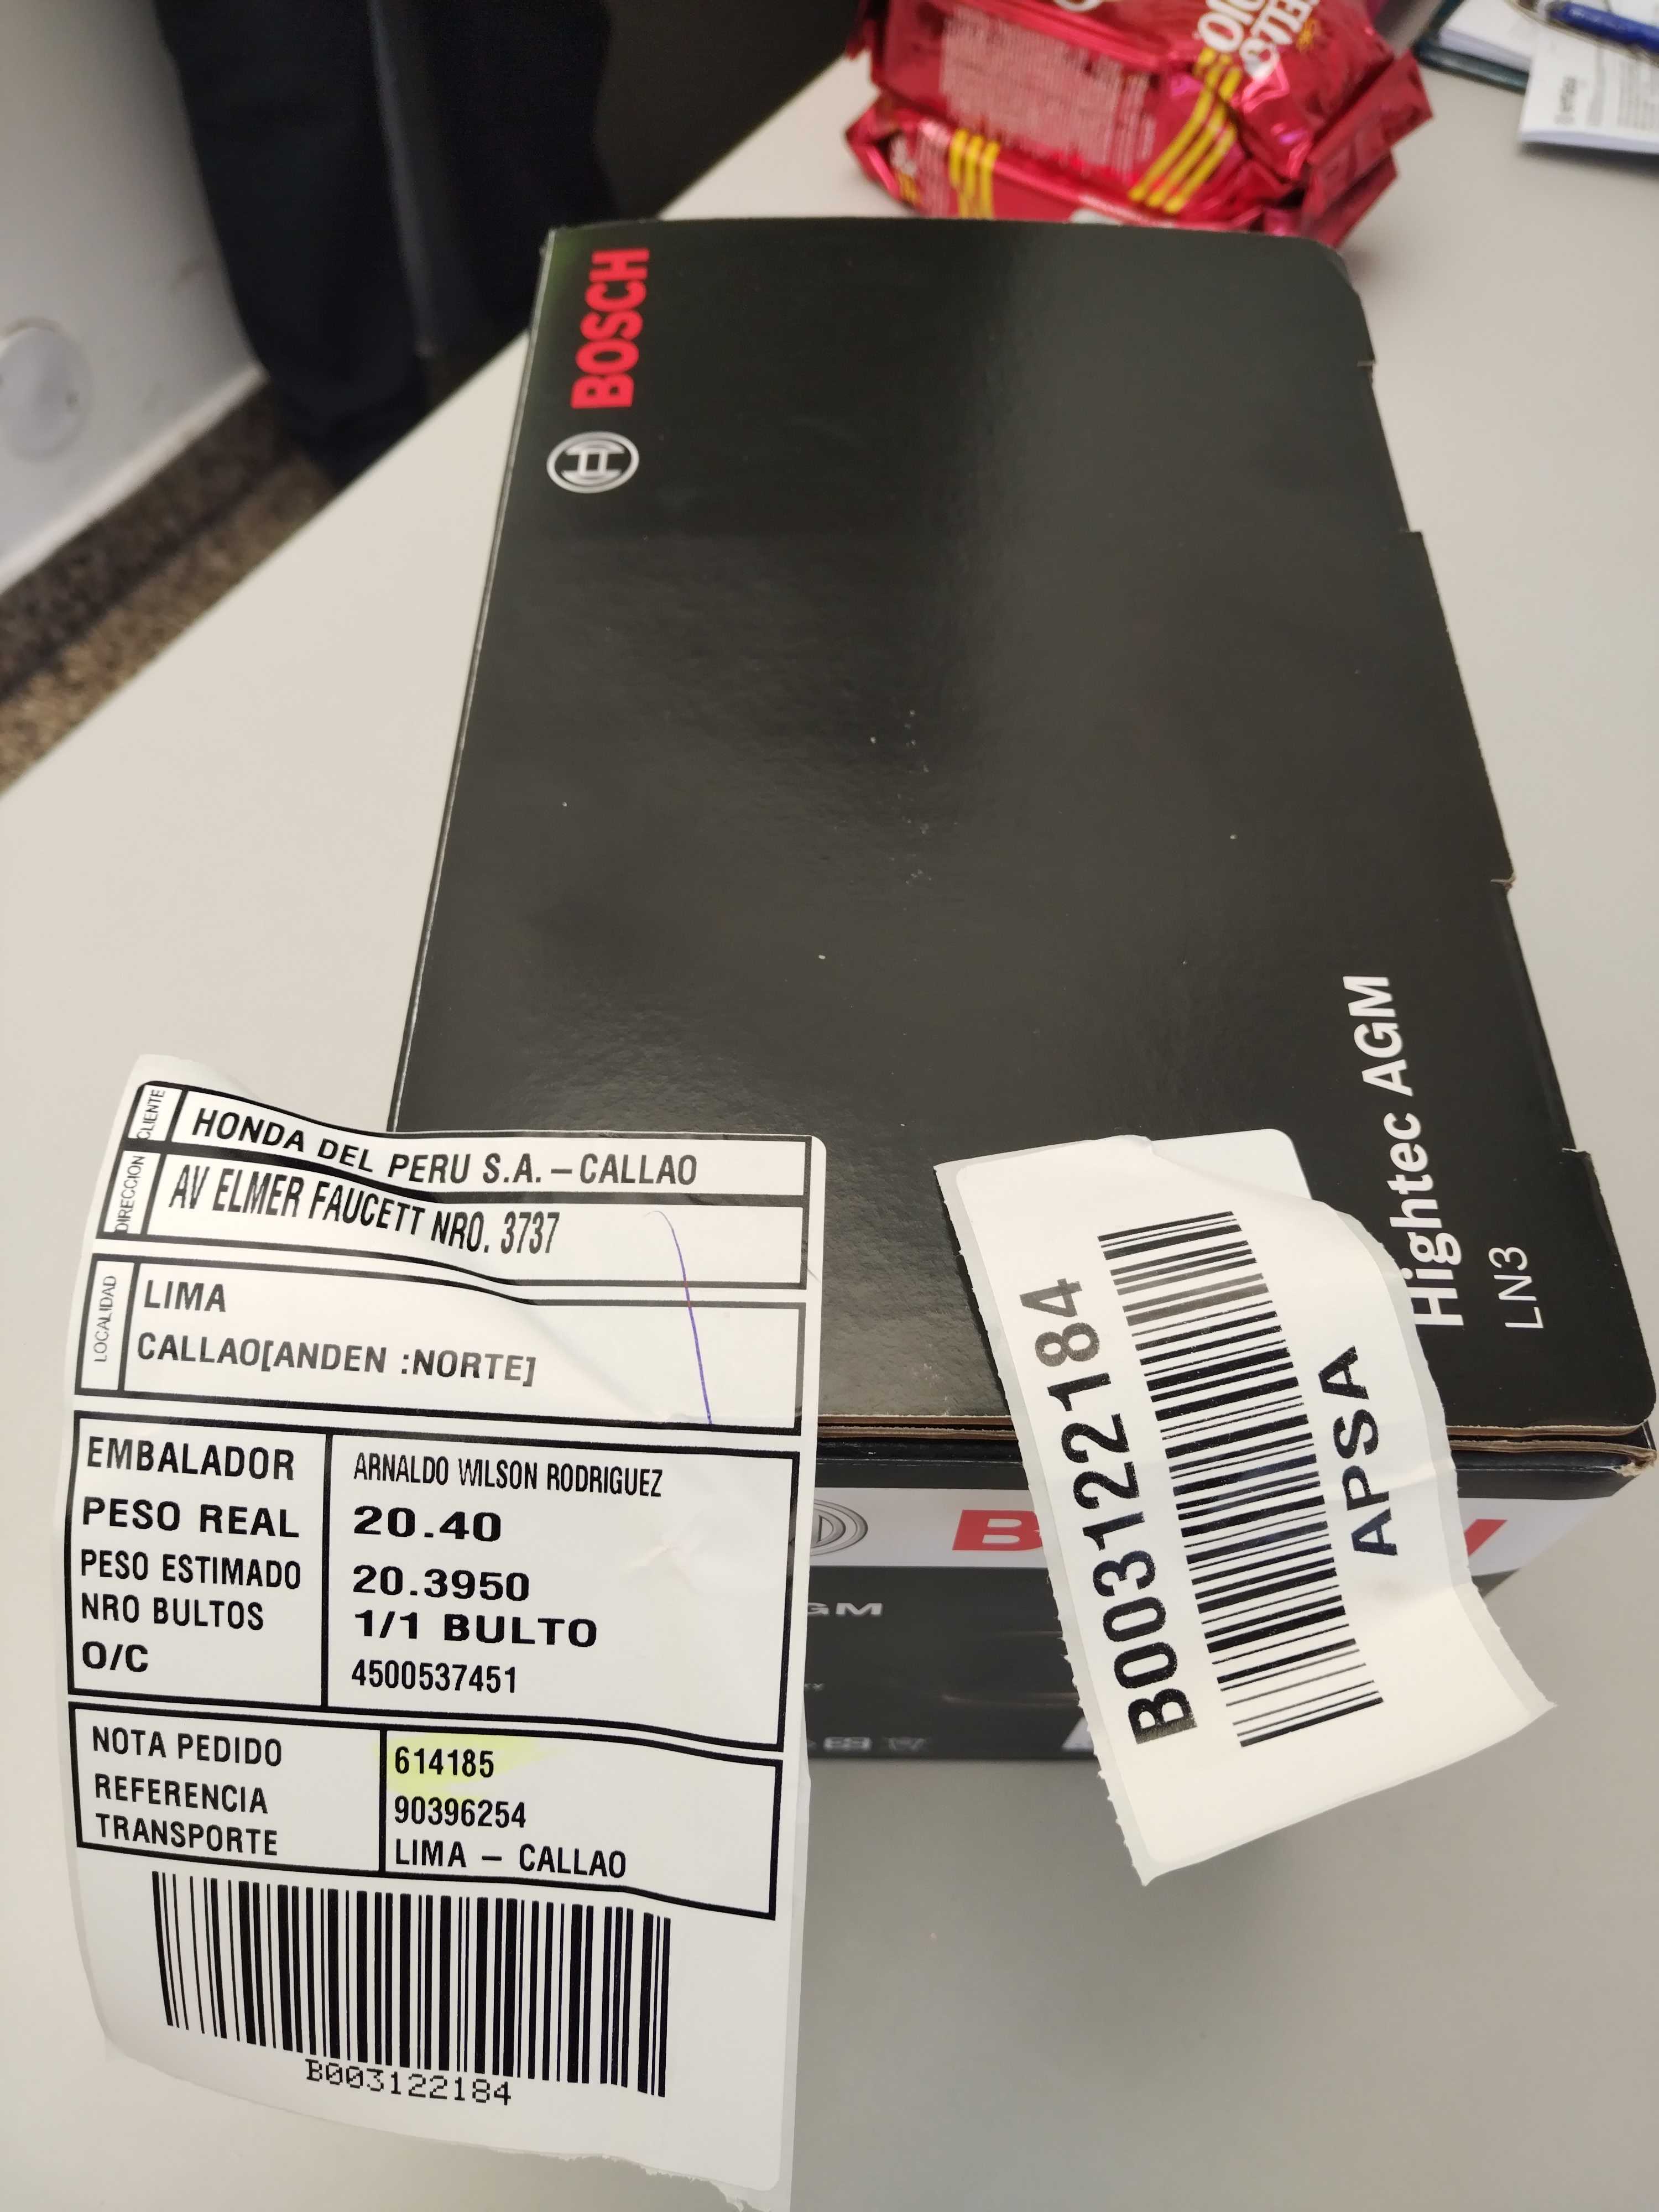 BOSCH
Hightec AGM
LN3
CLIENTE
HONDA DEL PERU S.A. – CALLAO
DIRECCION
AV ELMER FAUCETT NRO. 3737
LOCALIDAD
LIMA
CALLAO[ANDEN :NORTE]
EMBALADOR ARNALDO WILSON RODRIGUEZ
PESO REAL 20.40
PESO ESTIMADO 20.3950
NRO BULTOS 1/1 BULTO
O/C 4500537451
NOTA PEDIDO 614185
REFERENCIA 90396254
TRANSPORTE LIMA – CALLAO
B003122184
B003122184
APSA